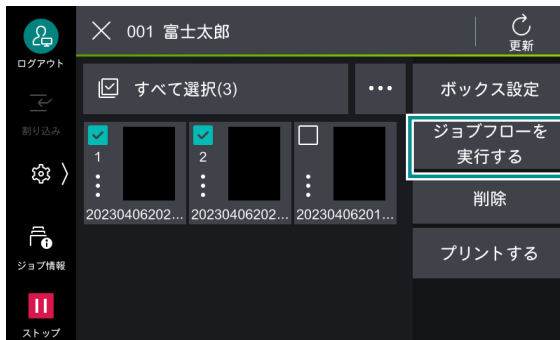 ログアウト
割り込み
ジョブ情報
ストップ
001 富士太郎
更新
すべて選択(3)
1
20230406202...
2
20230406202...
20230406201...
ボックス設定
ジョブフローを
実行する
削除
プリントする